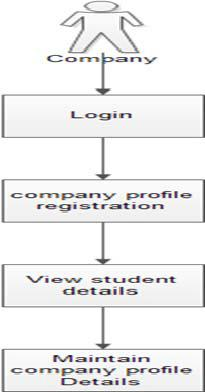 Company
Login
company profile
registration
View student
details
Maintain
company profile
Details